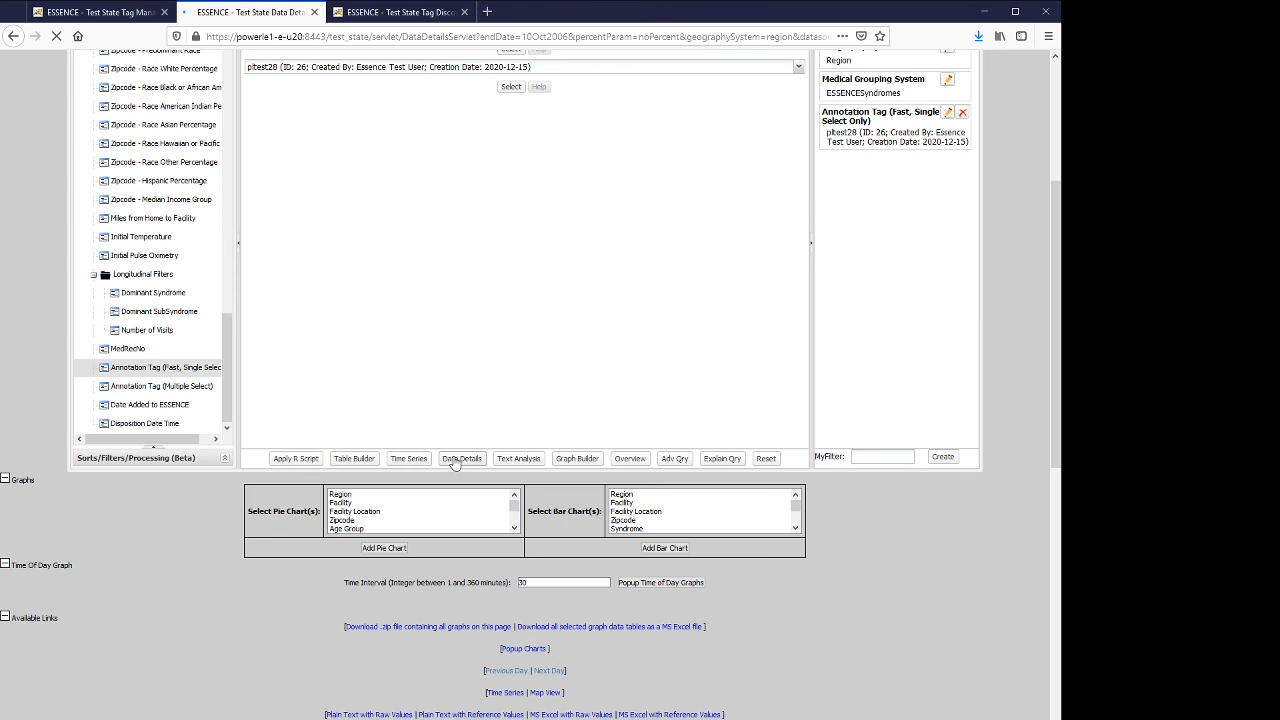 ESSENCE - Test State Tag Mana
ESSENCE - Test State Data Detai
ESSENCE - Test State Tag Discov
https://powerle1-e-u20:8443/test_state/servlet/DataDetailsServlet?endDate=10Oct2006&percentParam=noPercent&geographySystem=region&dataso
Zipcode - Predominant Race
Zipcode - Race White Percentage
Zipcode - Race Black or African Am
Zipcode - Race American Indian Pe
Zipcode - Race Asian Percentage
Zipcode - Race Hawaiian or Pacific
Zipcode - Race Other Percentage
Zipcode - Hispanic Percentage
Zipcode - Median Income Group
Miles from Home to Facility
Initial Temperature
Initial Pulse Oximetry
Longitudinal Filters
Dominant Syndrome
Dominant SubSyndrome
Number of Visits
MedRecNo
Annotation Tag (Fast, Single Selec
Annotation Tag (Multiple Select)
Date Added to ESSENCE
Disposition Date Time
Sorts/Filters/Processing (Beta)
Select Help
pltest28 (ID: 26; Created By: Essence Test User; Creation Date: 2020-12-15)
Select Help
Region
Medical Grouping System
ESSENCESyndromes
Annotation Tag (Fast, Single
Select Only)
pltest28 (ID: 26; Created By: Essence
Test User; Creation Date: 2020-12-15)
Apply R Script Table Builder Time Series Data Details Text Analysis Graph Builder Overview Adv Qry Explain Qry Reset
MyFilter: Create
Graphs
Select Pie Chart(s):
Region
Facility
Facility Location
Zipcode
Age Group
Select Bar Chart(s):
Region
Facility
Facility Location
Zipcode
Syndrome
Add Pie Chart Add Bar Chart
Time Of Day Graph
Time Interval (Integer between 1 and 360 minutes): 30 Popup Time of Day Graphs
Available Links
[Download .zip file containing all graphs on this page | Download all selected graph data tables as a MS Excel file ]
[Popup Charts ]
[Previous Day | Next Day]
[Time Series | Map View ]
[Plain Text with Raw Values | Plain Text with Reference Values | MS Excel with Raw Values | MS Excel with Reference Values ]